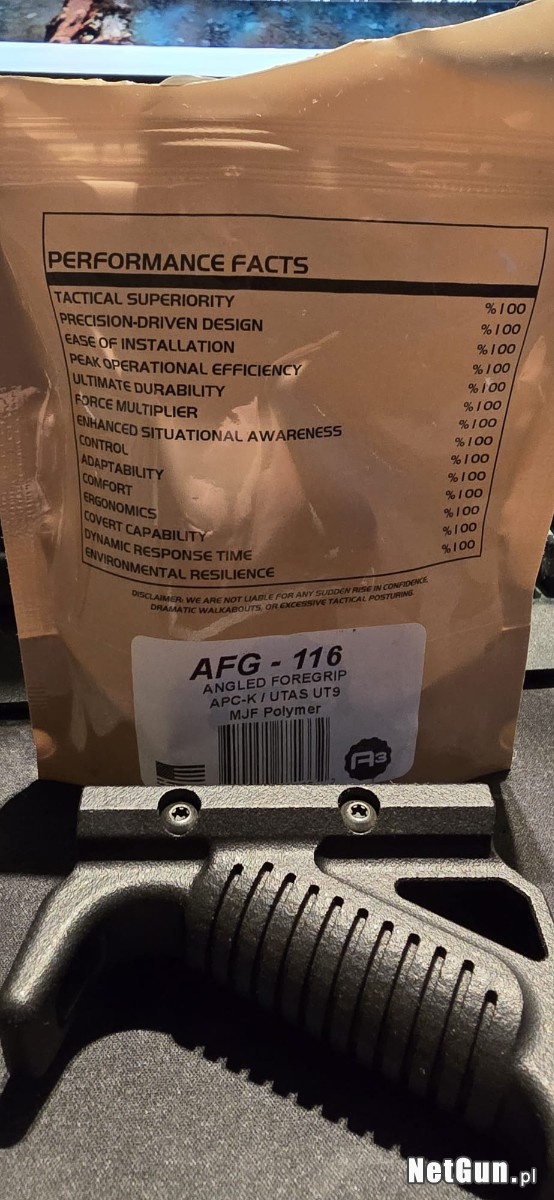 PERFORMANCE FACTS
TACTICAL SUPERIORITY %100
PRECISION-DRIVEN DESIGN %100
EASE OF INSTALLATION %100
PEAK OPERATIONAL EFFICIENCY %100
ULTIMATE DURABILITY %100
FORCE MULTIPLIER %100
ENHANCED SITUATIONAL AWARENESS %100
CONTROL %100
ADAPTABILITY %100
COMFORT %100
ERGONOMICS %100
COVERT CAPABILITY %100
DYNAMIC RESPONSE TIME %100
ENVIRONMENTAL RESILIENCE %100
DISCLAIMER: WE ARE NOT LIABLE FOR ANY SUDDEN RISE IN CONFIDENCE,
DRAMATIC WALKABOUTS, OR EXCESSIVE TACTICAL POSTURING.
AFG - 116
ANGLED FOREGRIP
APC-K / UTAS UT9
MJF Polymer
A3
NetGun.pl